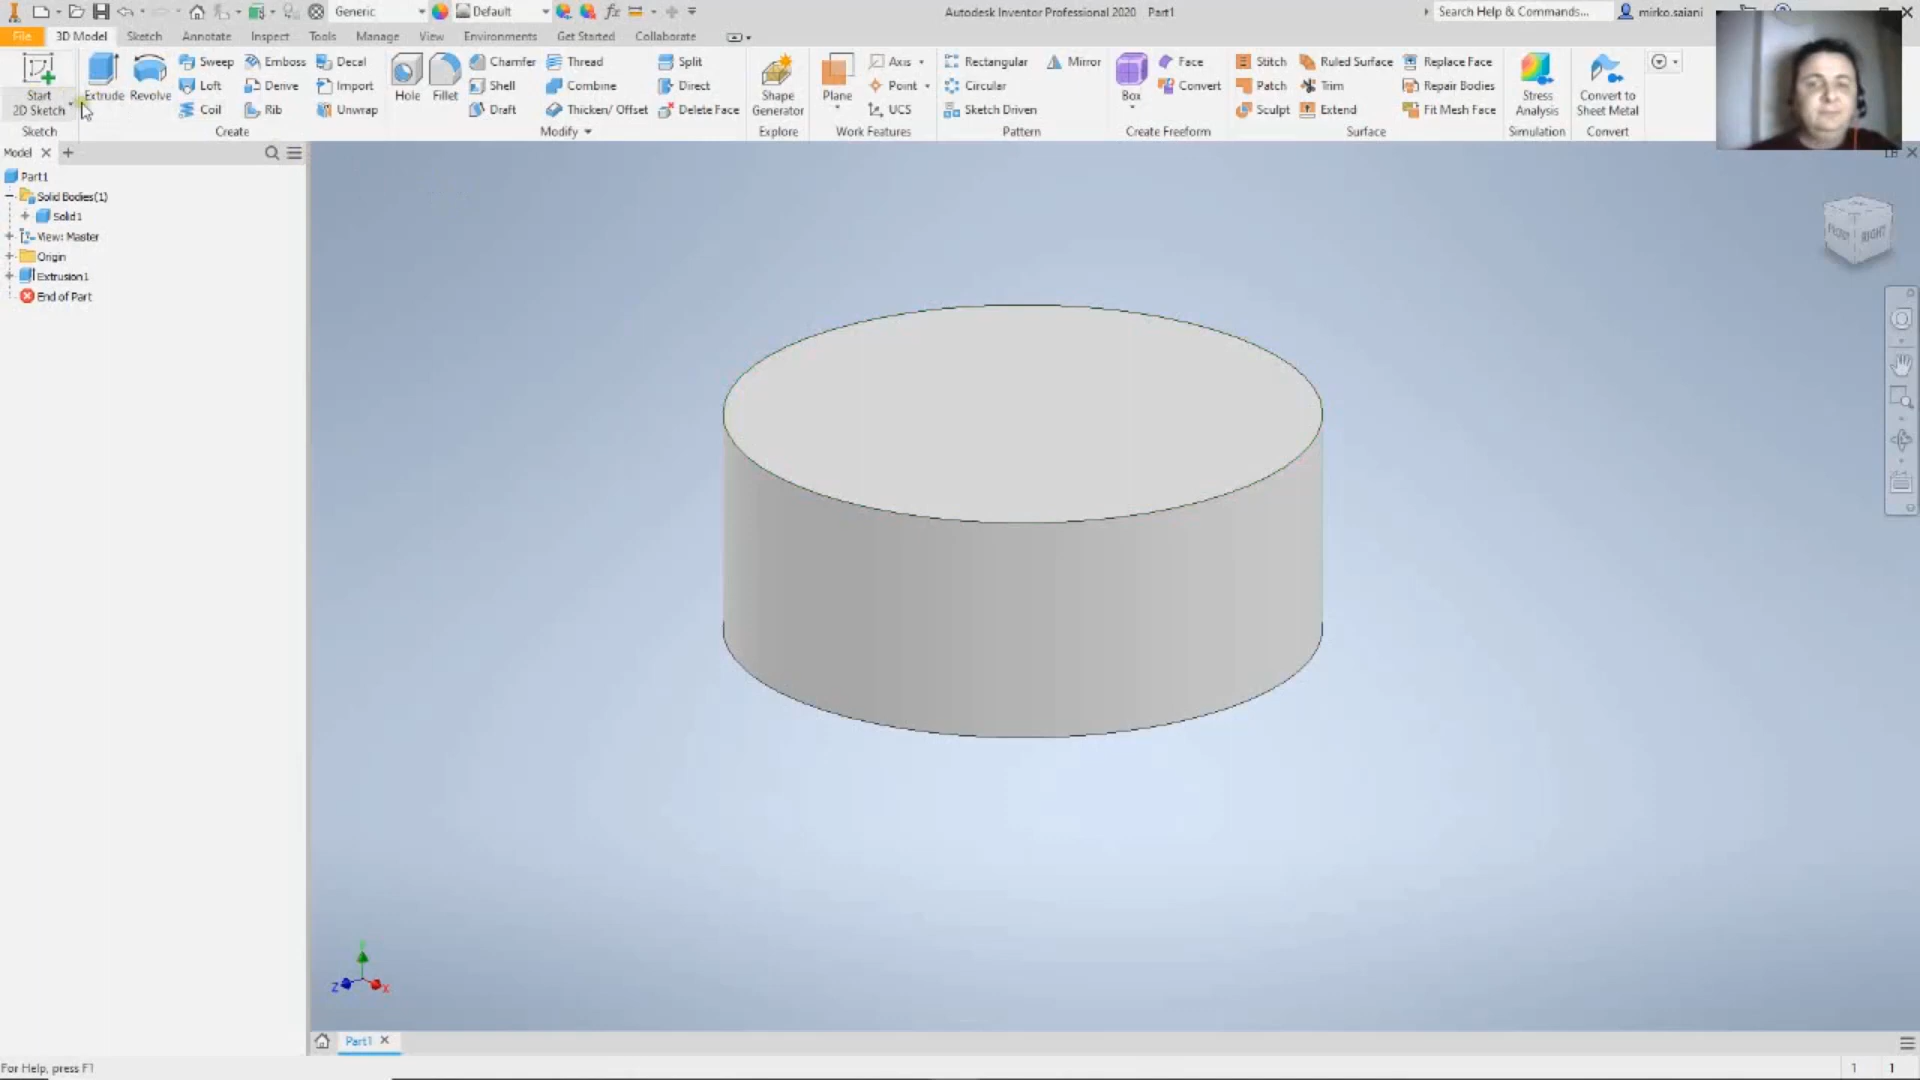 Generic
Default
Autodesk Inventor Professional 2020 Part1
Search Help & Commands...
mirko.saiani
File 3D Model Sketch Annotate Inspect Tools Manage View Environments Get Started Collaborate
Start
2D Sketch
Extrude
Revolve
Sweep
Loft
Coil
Emboss
Derive
Rib
Decal
Import
Unwrap
Hole
Fillet
Chamfer
Shell
Draft
Thread
Combine
Thicken/ Offset
Split
Direct
Delete Face
Shape
Generator
Plane
Axis
Point
UCS
Rectangular
Circular
Sketch Driven
Mirror
Box
Face
Convert
Stitch
Patch
Sculpt
Ruled Surface
Trim
Extend
Replace Face
Repair Bodies
Fit Mesh Face
Stress
Analysis
Convert to
Sheet Metal
Sketch Create Modify Explore Work Features Pattern Create Freeform Surface Simulation Convert
Model
Part1
Solid Bodies(1)
Solid1
View: Master
Origin
Extrusion1
End of Part
RIGHT
Z
X
Part1
For Help, press F1
1 1